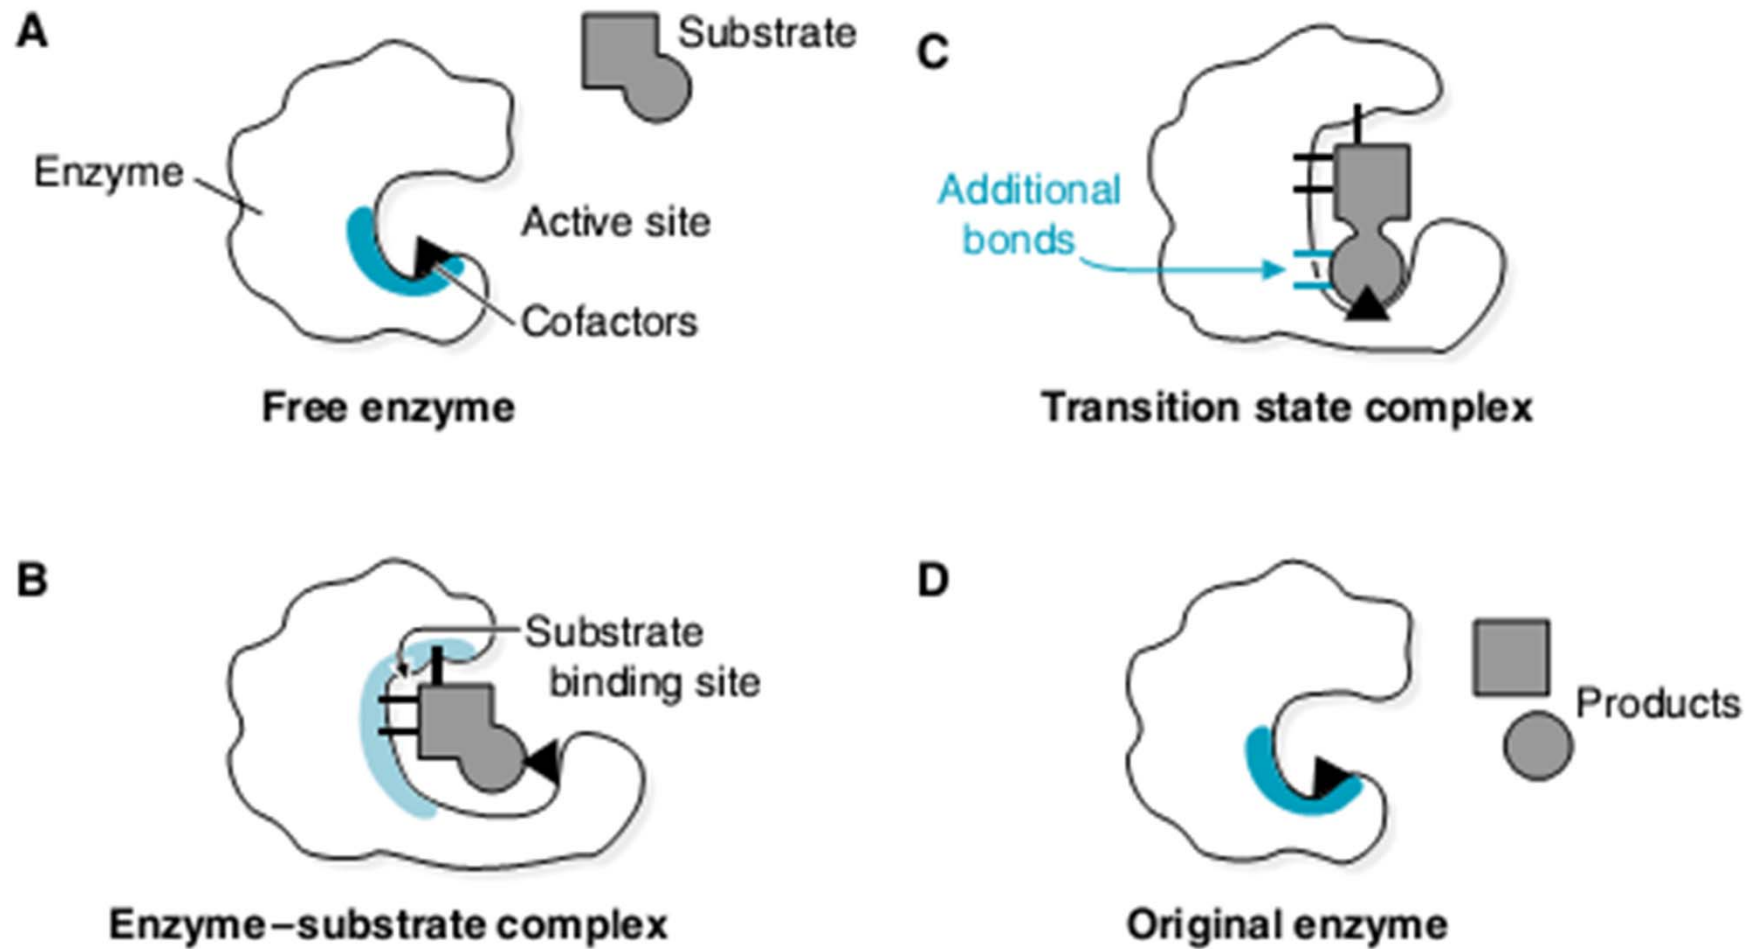 A
Substrate
Enzyme
Active site
Cofactors
Free enzyme
B
Substrate
binding site
Enzyme–substrate complex
C
Additional
bonds
Transition state complex
D
Products
Original enzyme